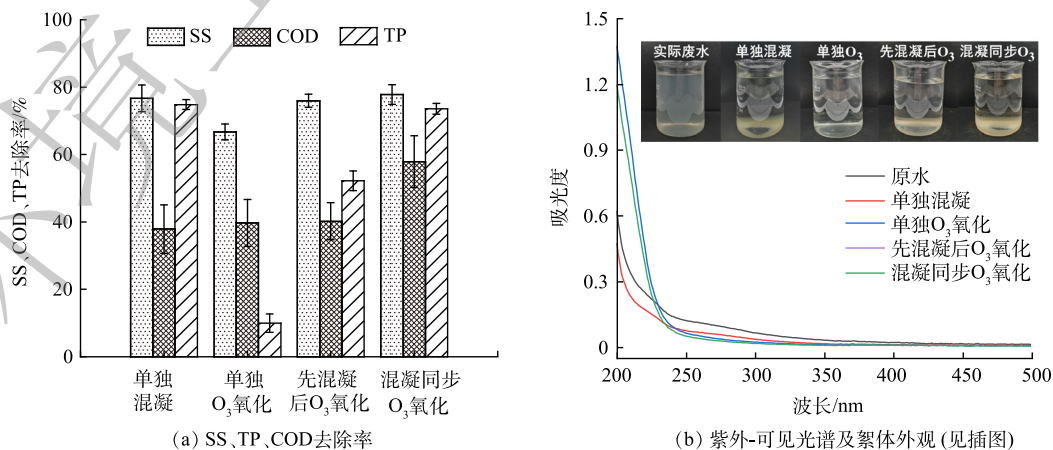 100
80
60
40
20
0
SS、COD、TP去除率/%
SS COD TP
单独混凝
单独O₃氧化
先混凝后O₃氧化
混凝同步O₃氧化
(a) SS、TP、COD去除率
1.2
0.9
0.6
0.3
0
吸光度
实际废水 单独混凝 单独O₃ 先混凝后O₃ 混凝同步O₃
原水
单独混凝
单独O₃氧化
先混凝后O₃氧化
混凝同步O₃氧化
200 250 300 350 400 450 500
波长/nm
(b) 紫外-可见光谱及絮体外观 (见插图)
境